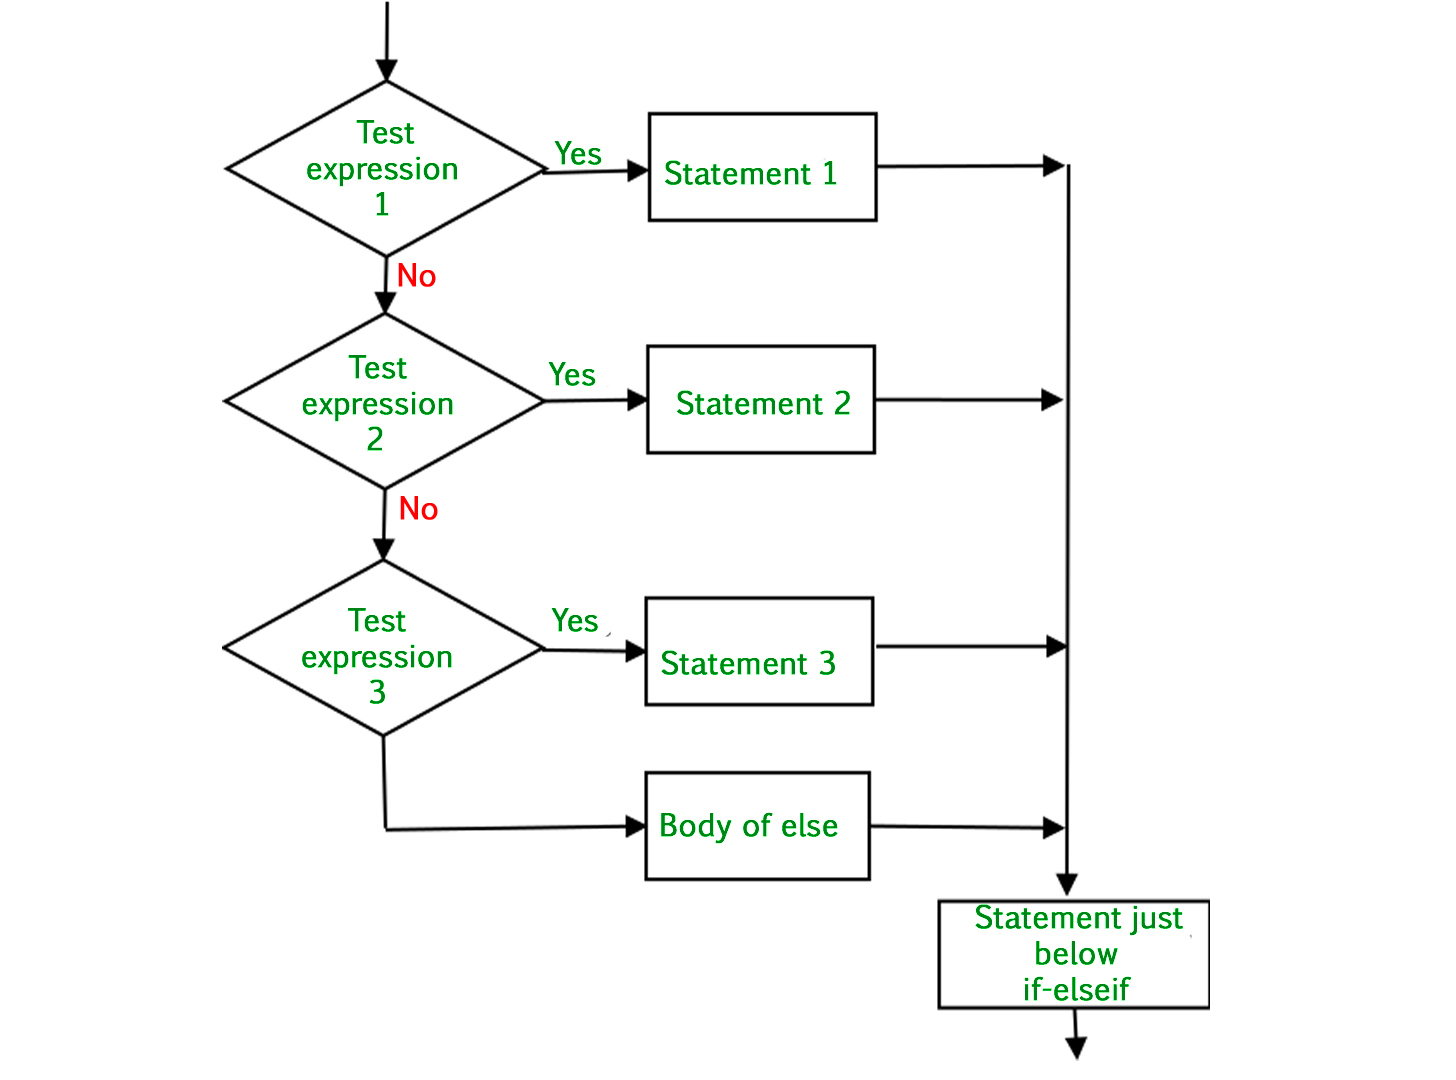 Test
expression
1
Yes
Statement 1
No
Test
expression
2
Yes
Statement 2
No
Test
expression
3
Yes
Statement 3
Body of else
Statement just
below
if-elseif